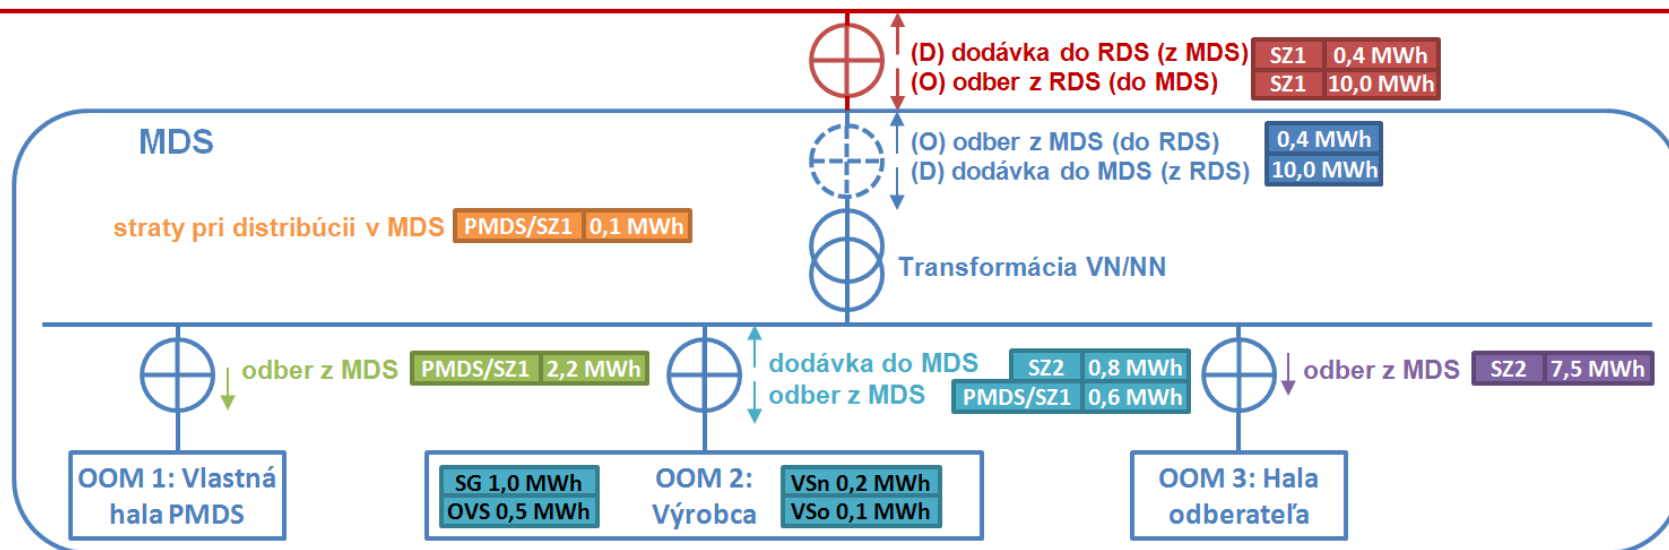 (D) dodávka do RDS (z MDS) SZ1 0,4 MWh
(O) odber z RDS (do MDS) SZ1 10,0 MWh
MDS
(O) odber z MDS (do RDS) 0,4 MWh
(D) dodávka do MDS (z RDS) 10,0 MWh
straty pri distribúcii v MDS PMDS/SZ1 0,1 MWh
Transformácia VN/NN
odber z MDS PMDS/SZ1 2,2 MWh
dodávka do MDS SZ2 0,8 MWh
odber z MDS PMDS/SZ1 0,6 MWh
odber z MDS SZ2 7,5 MWh
OOM 1: Vlastná
hala PMDS
SG 1,0 MWh
OVS 0,5 MWh
OOM 2:
Výrobca
VSn 0,2 MWh
VSo 0,1 MWh
OOM 3: Hala
odberateľa